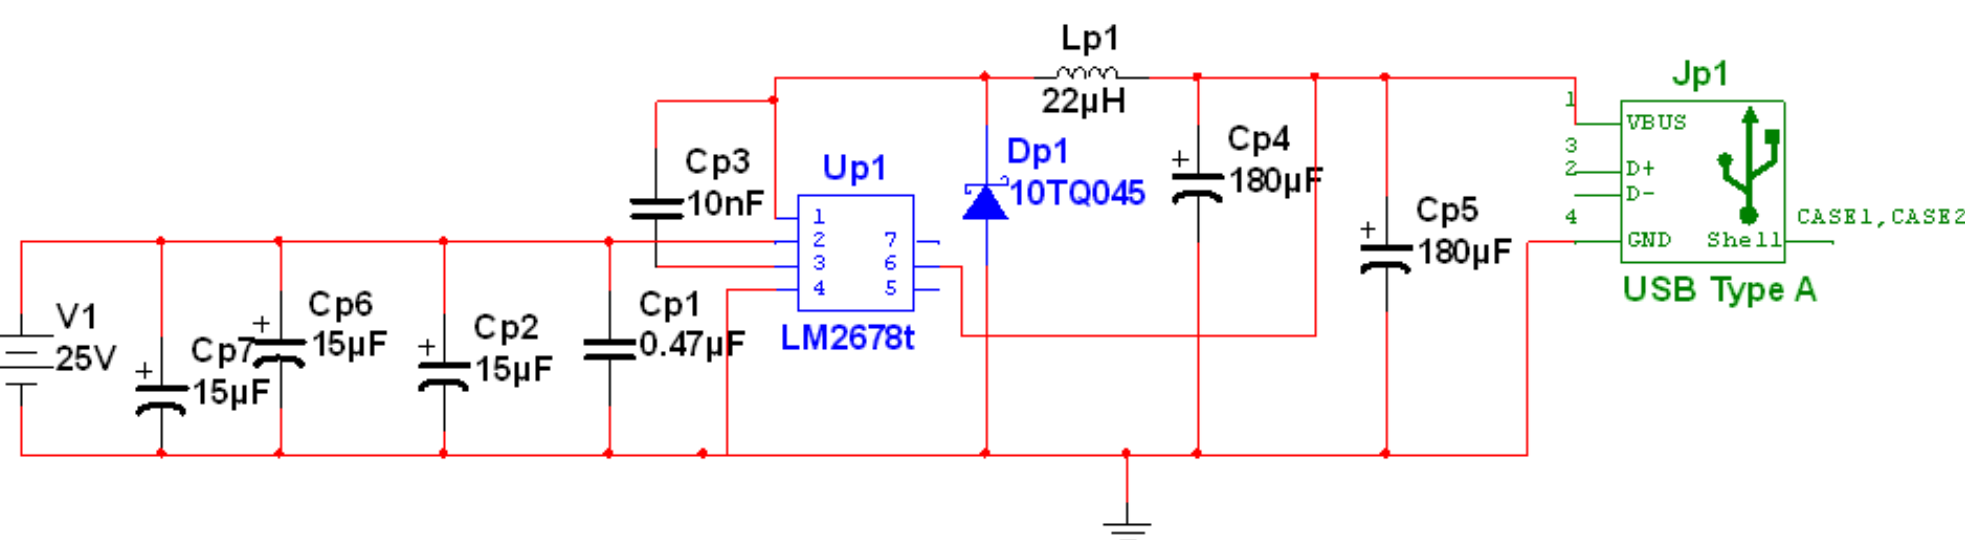 Lp1
22µH
Jp1
1
VBUS
3
2
D+
D-
4
GND
Shell
CASE1,CASE2
USB Type A
Cp3
10nF
Up1
1
2
3
4
7
6
5
LM2678t
Dp1
10TQ045
Cp4
180µF
Cp5
180µF
V1
25V
Cp7
15µF
Cp6
15µF
Cp2
15µF
Cp1
0.47µF
+
+
+
+
+